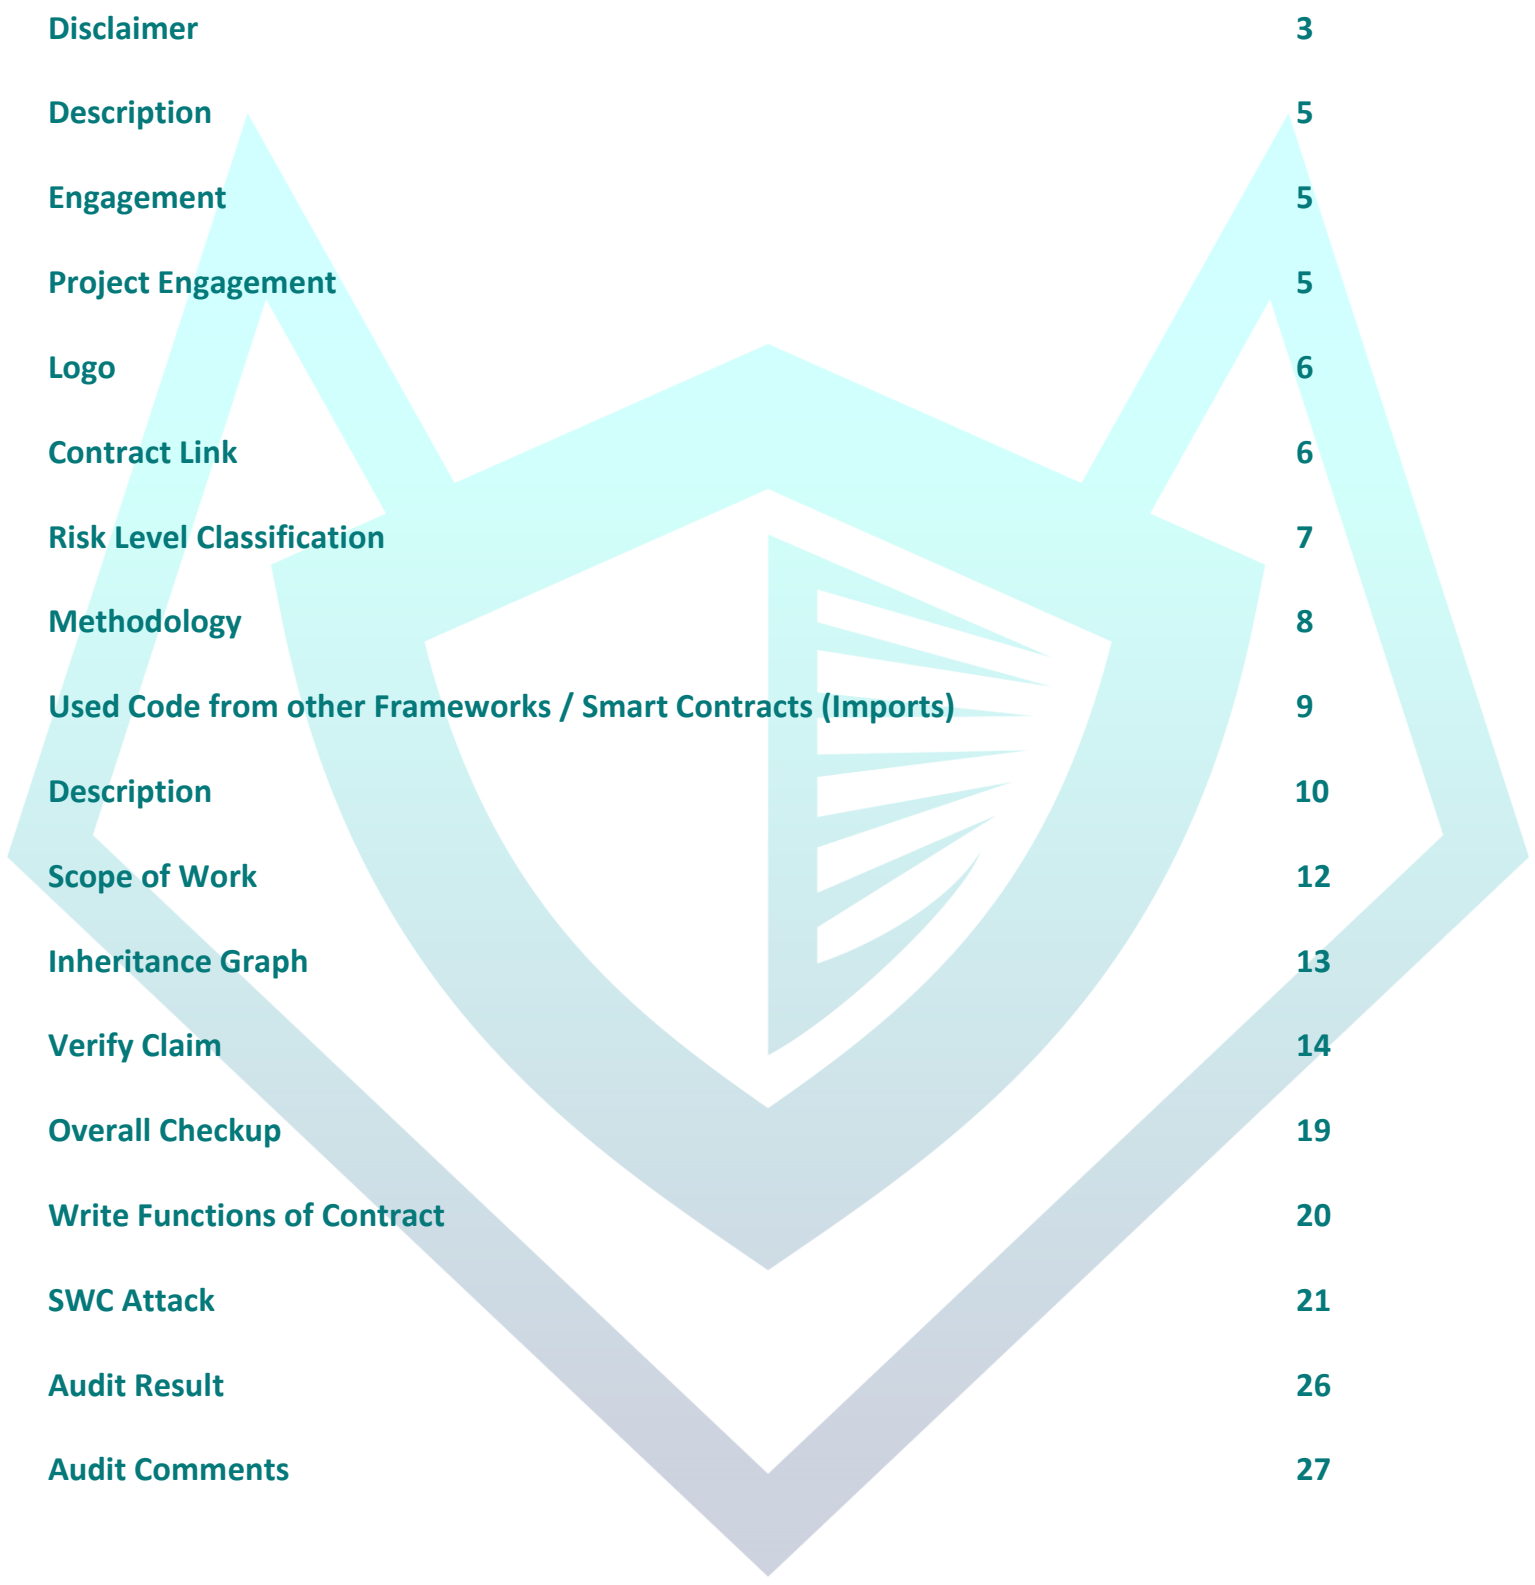 Disclaimer 3
Description 5
Engagement 5
Project Engagement 5
Logo 6
Contract Link 6
Risk Level Classification 7
Methodology 8
Used Code from other Frameworks / Smart Contracts (Imports) 9
Description 10
Scope of Work 12
Inheritance Graph 13
Verify Claim 14
Overall Checkup 19
Write Functions of Contract 20
SWC Attack 21
Audit Result 26
Audit Comments 27